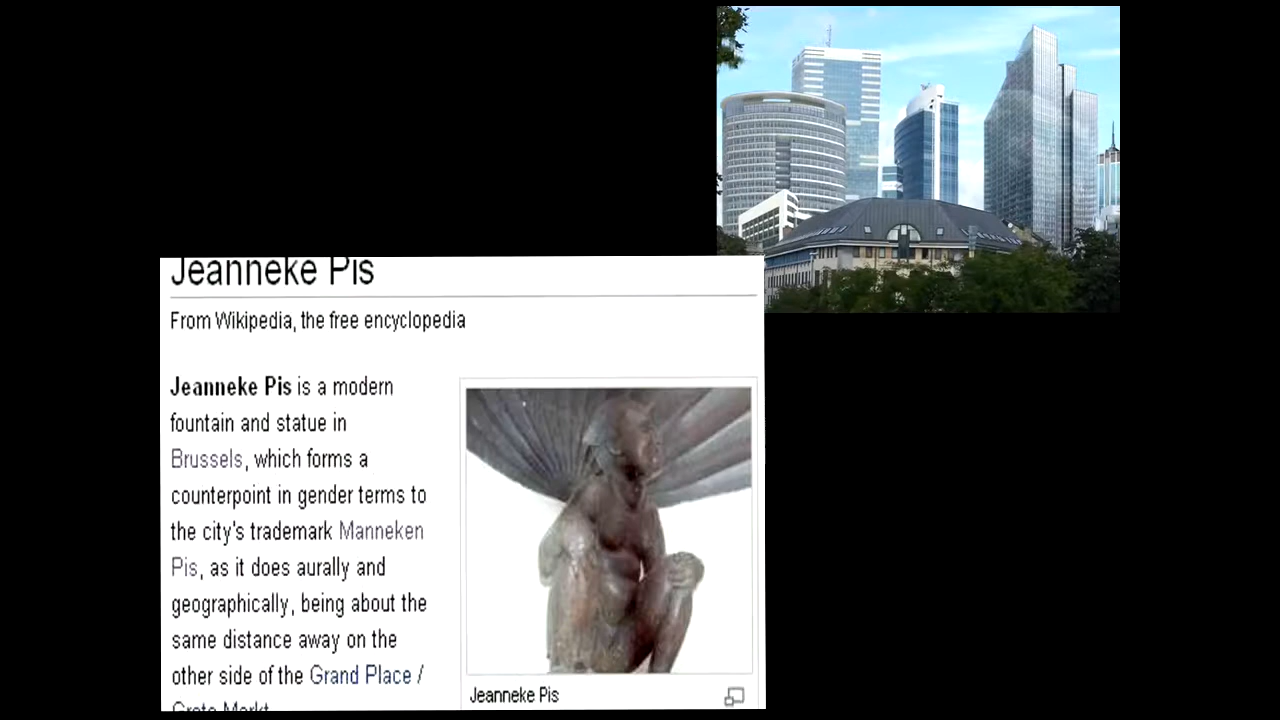 Jeanneke Pis
From Wikipedia, the free encyclopedia
Jeanneke Pis is a modern
fountain and statue in
Brussels, which forms a
counterpoint in gender terms to
the city's trademark Manneken
Pis, as it does aurally and
geographically, being about the
same distance away on the
other side of the Grand Place /
Grote Markt
Jeanneke Pis